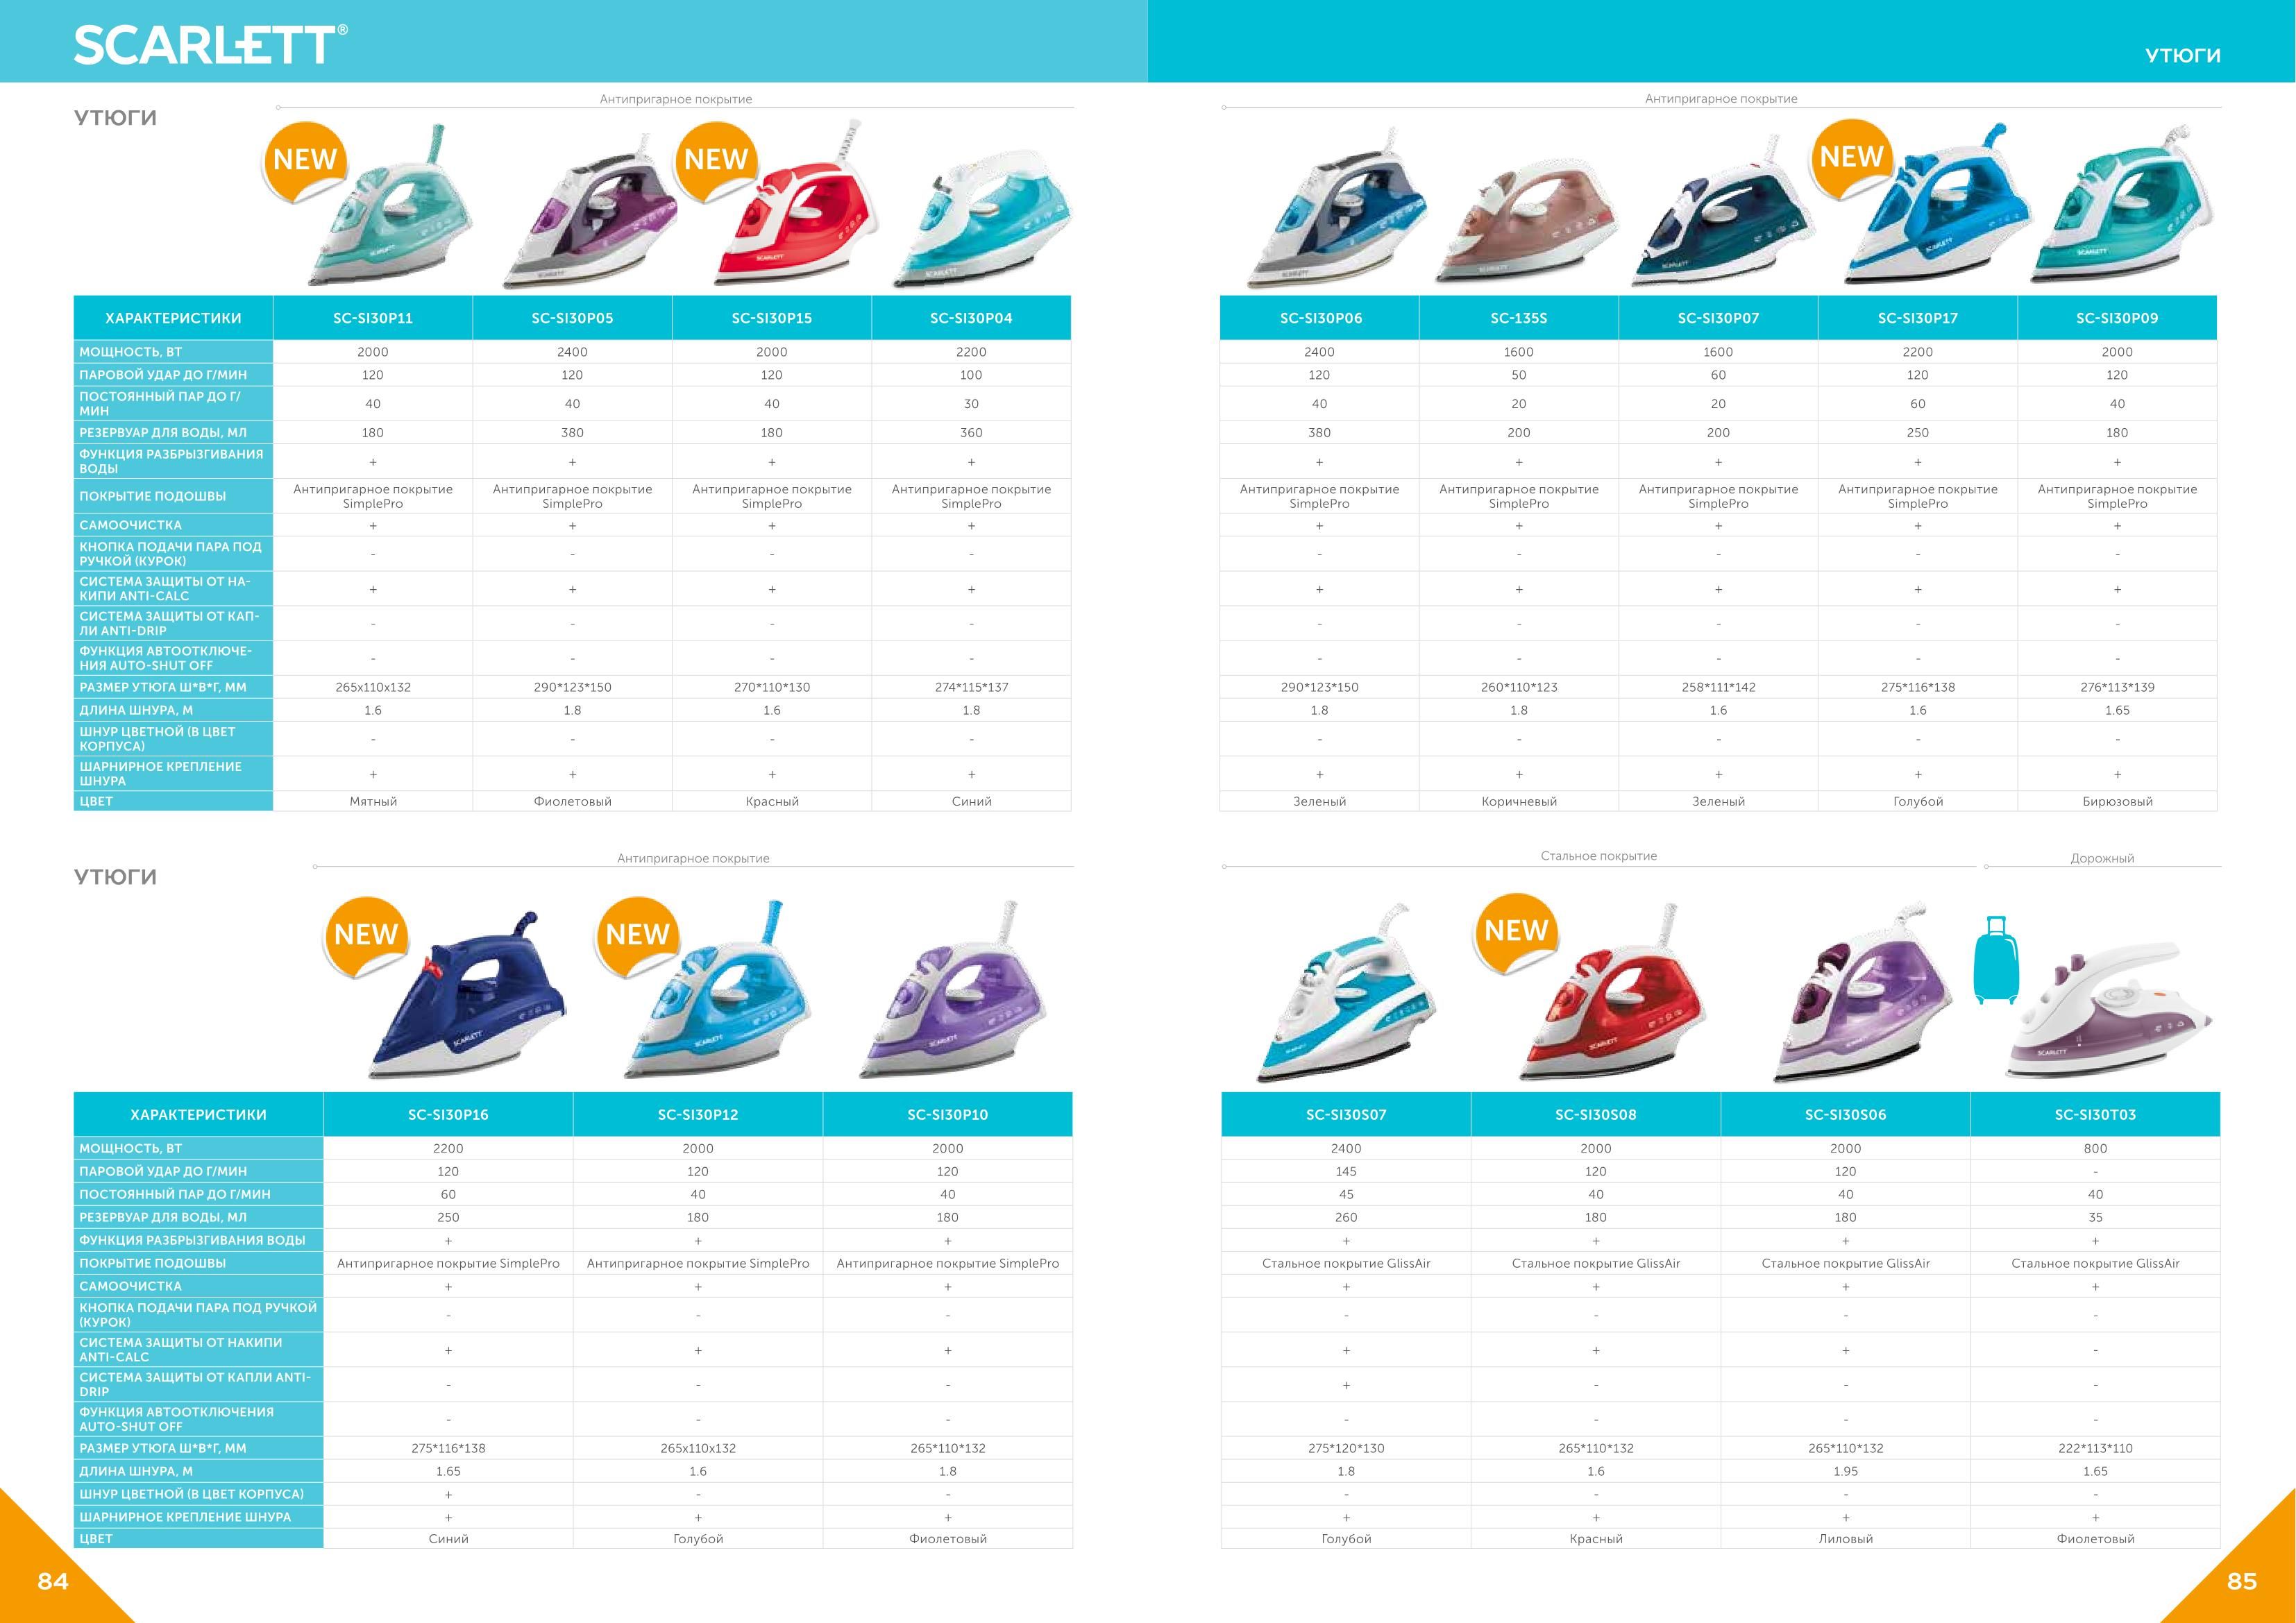 SCARLETT®
УТЮГИ
УТЮГИ
Антипригарное покрытие
NEW
NEW
ХАРАКТЕРИСТИКИ SC-SI30P11 SC-SI30P05 SC-SI30P15 SC-SI30P04
МОЩНОСТЬ, ВТ 2000 2400 2000 2200
ПАРОВОЙ УДАР ДО Г/МИН 120 120 120 100
ПОСТОЯННЫЙ ПАР ДО Г/
МИН 40 40 40 30
РЕЗЕРВУАР ДЛЯ ВОДЫ, МЛ 180 380 180 360
ФУНКЦИЯ РАЗБРЫЗГИВАНИЯ
ВОДЫ + + + +
ПОКРЫТИЕ ПОДОШВЫ Антипригарное покрытие Антипригарное покрытие Антипригарное покрытие Антипригарное покрытие
SimplePro SimplePro SimplePro SimplePro
САМООЧИСТКА + + + +
КНОПКА ПОДАЧИ ПАРА ПОД
РУЧКОЙ (КУРОК) - - - -
СИСТЕМА ЗАЩИТЫ ОТ НА-
КИПИ ANTI-CALC + + + +
СИСТЕМА ЗАЩИТЫ ОТ КАП-
ЛИ ANTI-DRIP - - - -
ФУНКЦИЯ АВТООТКЛЮЧЕ-
НИЯ AUTO-SHUT OFF - - - -
РАЗМЕР УТЮГА Ш*В*Г, ММ 265х110х132 290*123*150 270*110*130 274*115*137
ДЛИНА ШНУРА, М 1.6 1.8 1.6 1.8
ШНУР ЦВЕТНОЙ (В ЦВЕТ
КОРПУСА) - - - -
ШАРНИРНОЕ КРЕПЛЕНИЕ
ШНУРА + + + +
ЦВЕТ Мятный Фиолетовый Красный Синий
Антипригарное покрытие
NEW
SC-SI30P06 SC-135S SC-SI30P07 SC-SI30P17 SC-SI30P09
2400 1600 1600 2200 2000
120 50 60 120 120
40 20 20 60 40
380 200 200 250 180
+ + + + +
Антипригарное покрытие Антипригарное покрытие Антипригарное покрытие Антипригарное покрытие Антипригарное покрытие
SimplePro SimplePro SimplePro SimplePro SimplePro
+ + + + +
- - - - -
+ + + + +
- - - - -
- - - - -
290*123*150 260*110*123 258*111*142 275*116*138 276*113*139
1.8 1.8 1.6 1.6 1.65
- - - - -
+ + + + +
Зеленый Коричневый Зеленый Голубой Бирюзовый
УТЮГИ
Антипригарное покрытие
NEW
NEW
ХАРАКТЕРИСТИКИ SC-SI30P16 SC-SI30P12 SC-SI30P10
МОЩНОСТЬ, ВТ 2200 2000 2000
ПАРОВОЙ УДАР ДО Г/МИН 120 120 120
ПОСТОЯННЫЙ ПАР ДО Г/МИН 60 40 40
РЕЗЕРВУАР ДЛЯ ВОДЫ, МЛ 250 180 180
ФУНКЦИЯ РАЗБРЫЗГИВАНИЯ ВОДЫ + + +
ПОКРЫТИЕ ПОДОШВЫ Антипригарное покрытие SimplePro Антипригарное покрытие SimplePro Антипригарное покрытие SimplePro
САМООЧИСТКА + + +
КНОПКА ПОДАЧИ ПАРА ПОД РУЧКОЙ
(КУРОК) - - -
СИСТЕМА ЗАЩИТЫ ОТ НАКИПИ
ANTI-CALC + + +
СИСТЕМА ЗАЩИТЫ ОТ КАПЛИ ANTI-
DRIP - - -
ФУНКЦИЯ АВТООТКЛЮЧЕНИЯ
AUTO-SHUT OFF - - -
РАЗМЕР УТЮГА Ш*В*Г, ММ 275*116*138 265х110х132 265*110*132
ДЛИНА ШНУРА, М 1.65 1.6 1.8
ШНУР ЦВЕТНОЙ (В ЦВЕТ КОРПУСА) + - -
ШАРНИРНОЕ КРЕПЛЕНИЕ ШНУРА + + +
ЦВЕТ Синий Голубой Фиолетовый
Стальное покрытие
Дорожный
NEW
SCARLETT
SC-SI30S07 SC-SI30S08 SC-SI30S06 SC-SI30T03
2400 2000 2000 800
145 120 120 -
45 40 40 40
260 180 180 35
+ + + +
Стальное покрытие GlissAir Стальное покрытие GlissAir Стальное покрытие GlissAir Стальное покрытие GlissAir
+ + + +
- - - -
+ + + -
+ - - -
- - - -
275*120*130 265*110*132 265*110*132 222*113*110
1.8 1.6 1.95 1.65
- - - -
+ + + +
Голубой Красный Лиловый Фиолетовый
84
85